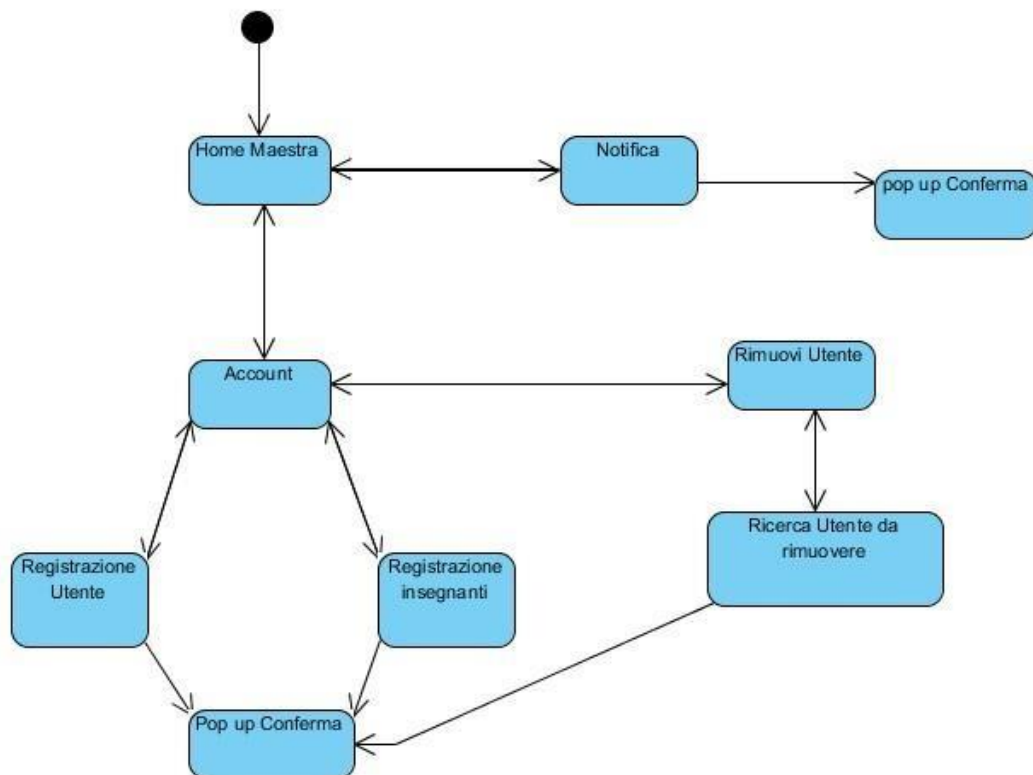 Home Maestra
Notifica
pop up Conferma
Account
Rimuovi Utente
Ricerca Utente da
rimuovere
Registrazione
Utente
Registrazione
insegnanti
Pop up Conferma